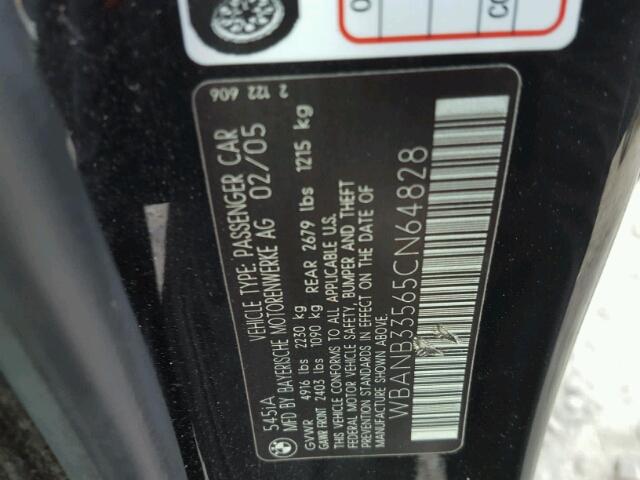 545iA
VEHICLE TYPE: PASSENGER CAR
MFD BY BAYERISCHE MOTORENWERKE AG 02/05
GVWR 4916 lbs 2230 kg
GAWR FRONT 2403 lbs 1090 kg REAR 2679 lbs 1215 kg
THIS VEHICLE CONFORMS TO ALL APPLICABLE U.S.
FEDERAL MOTOR VEHICLE SAFETY, BUMPER AND THEFT
PREVENTION STANDARDS IN EFFECT ON THE DATE OF
MANUFACTURE SHOWN ABOVE.
WBANB33565CN64828
2 122 606